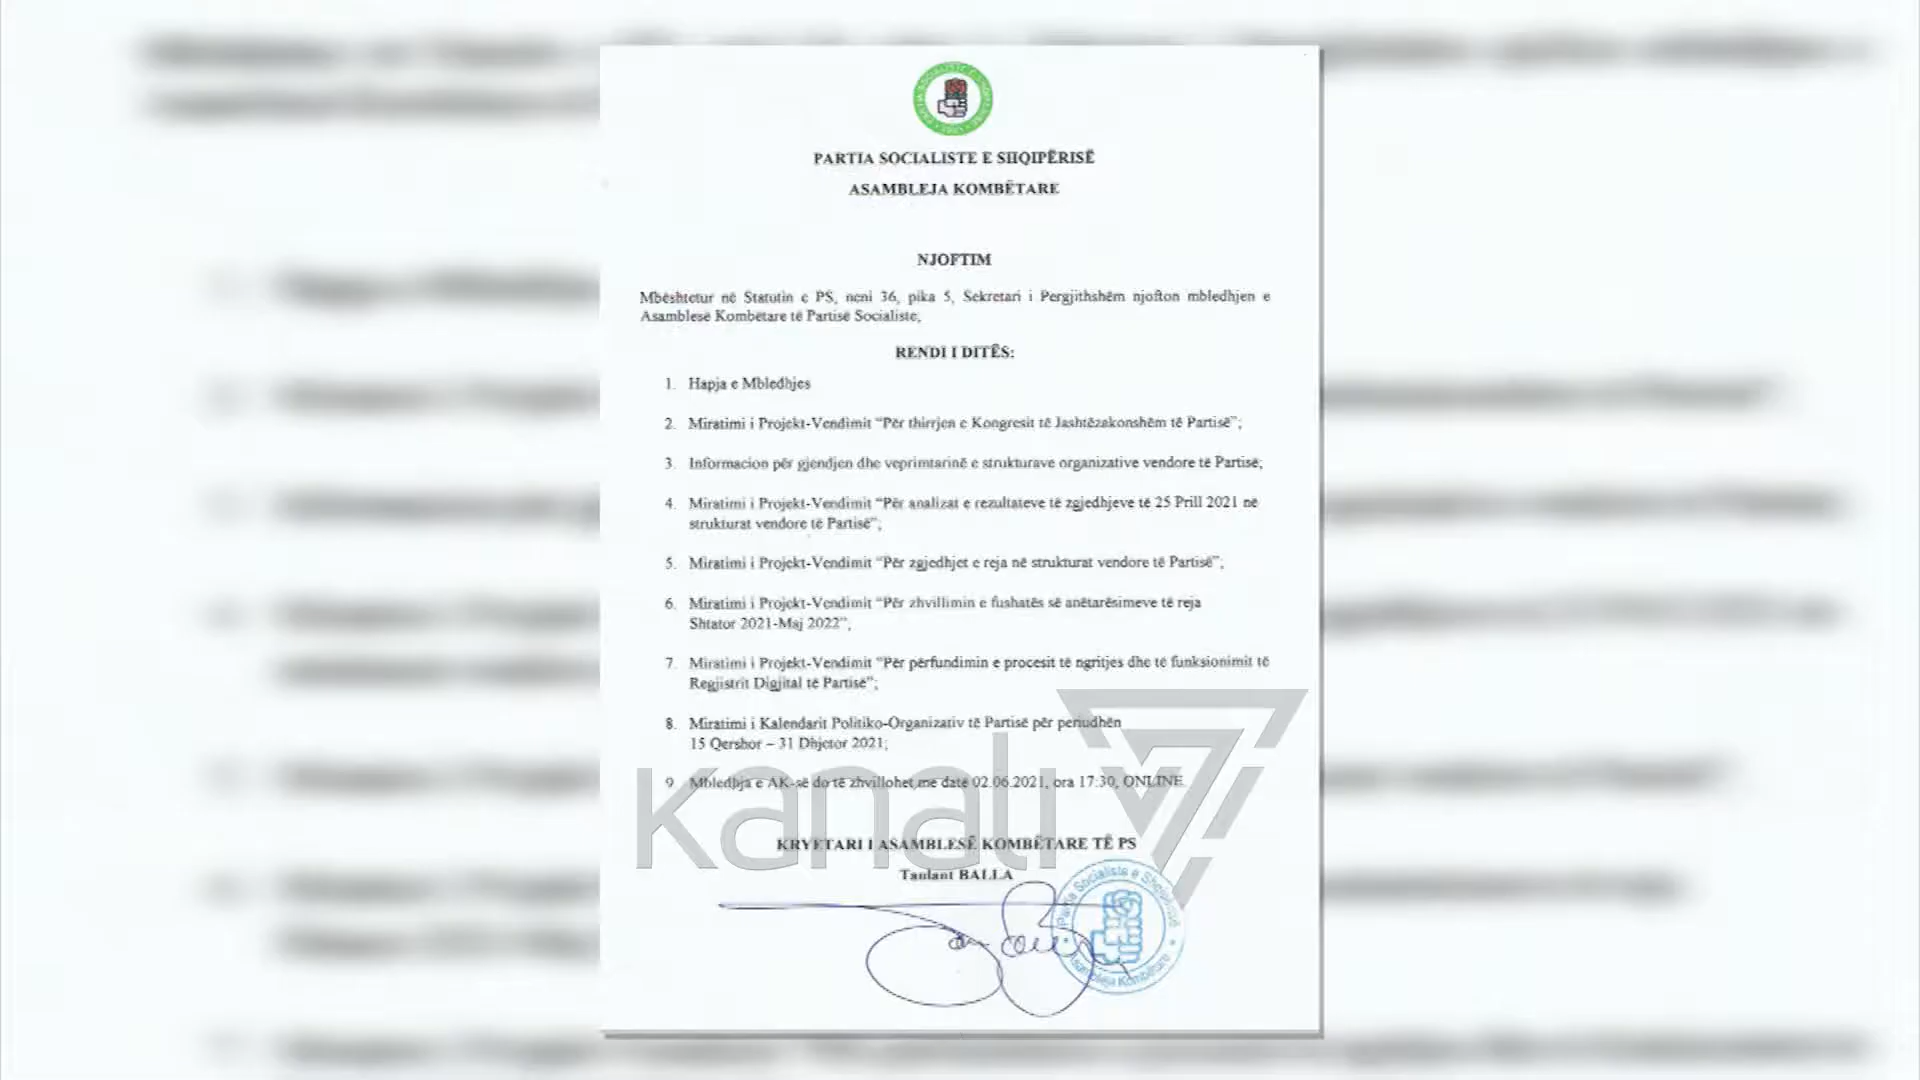 PARTIA SOCIALISTE E SHQIPËRISË
ASAMBLEJA KOMBËTARE
NJOFTIM
Mbështetur në Statutin e PS, neni 36, pika 5, Sekretari i Pergjithshëm njofton mbledhjen e
Asamblesë Kombëtare të Partisë Socialiste,
RENDI I DITËS:
1. Hapja e Mbledhjes
2. Miratimi i Projekt-Vendimit “Për thirrjen e Kongresit të Jashtëzakonshëm të Partisë”;
3. Informacion për gjendjen dhe veprimtarinë e strukturave organizative vendore të Partisë;
4. Miratimi i Projekt-Vendimit “Për analizat e rezultateve të zgjedhjeve të 25 Prill 2021 në
strukturat vendore të Partisë”;
5. Miratimi i Projekt-Vendimit “Për zgjedhjet e reja në strukturat vendore të Partisë”;
6. Miratimi i Projekt-Vendimit “Për zhvillimin e fushatës së anëtarësimeve të reja
Shtator 2021-Maj 2022”,
7. Miratimi i Projekt-Vendimit “Për përfundimin e procesit të ngritjes dhe të funksionimit të
Regjistrit Digjital të Partisë”;
8. Miratimi i Kalendarit Politiko-Organizativ të Partisë për periudhën
15 Qershor – 31 Dhjetor 2021;
9. Mbledhja e AK-së do të zhvillohet me datë 02.06.2021, ora 17:30, ONLINE.
kanali 7
KRYETARI I ASAMBLESË KOMBËTARE TË PS
Taulant BALLA
Partia Socialiste e Shqipërisë
Asambleja Kombëtare